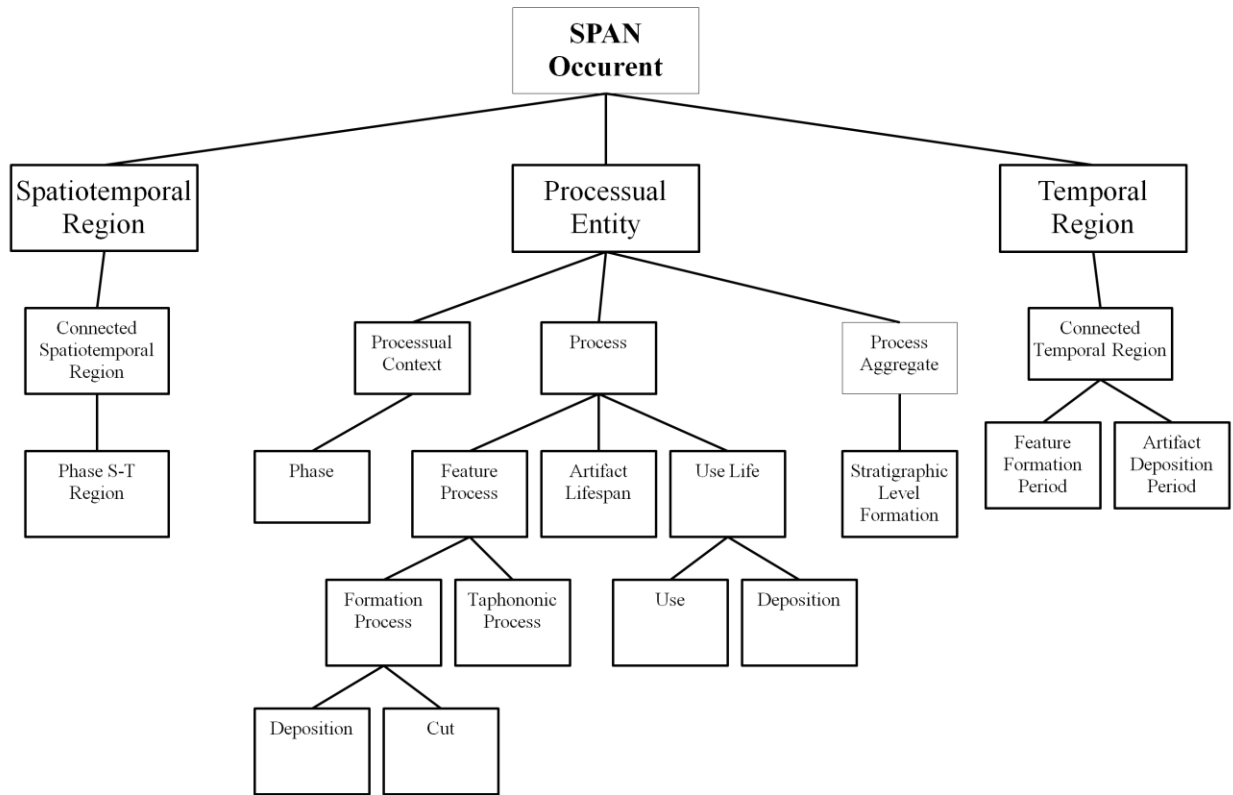 SPAN
Occurent
Spatiotemporal
Region
Processual
Entity
Temporal
Region
Connected
Spatiotemporal
Region
Processual
Context
Process
Process
Aggregate
Connected
Temporal Region
Phase S-T
Region
Phase
Feature
Process
Artifact
Lifespan
Use Life
Stratigraphic
Level
Formation
Feature
Formation
Period
Artifact
Deposition
Period
Formation
Process
Taphononic
Process
Use
Deposition
Deposition
Cut